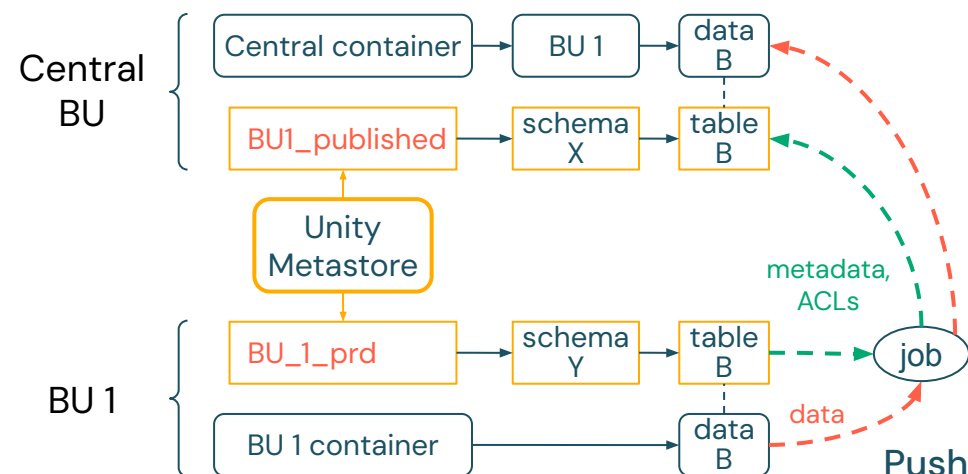 Central container
BU 1
data
B
Central
BU
BU1_published
schema
X
table
B
Unity
Metastore
metadata,
ACLs
BU_1_prd
schema
Y
table
B
job
BU 1
data
BU 1 container
data
B
Push